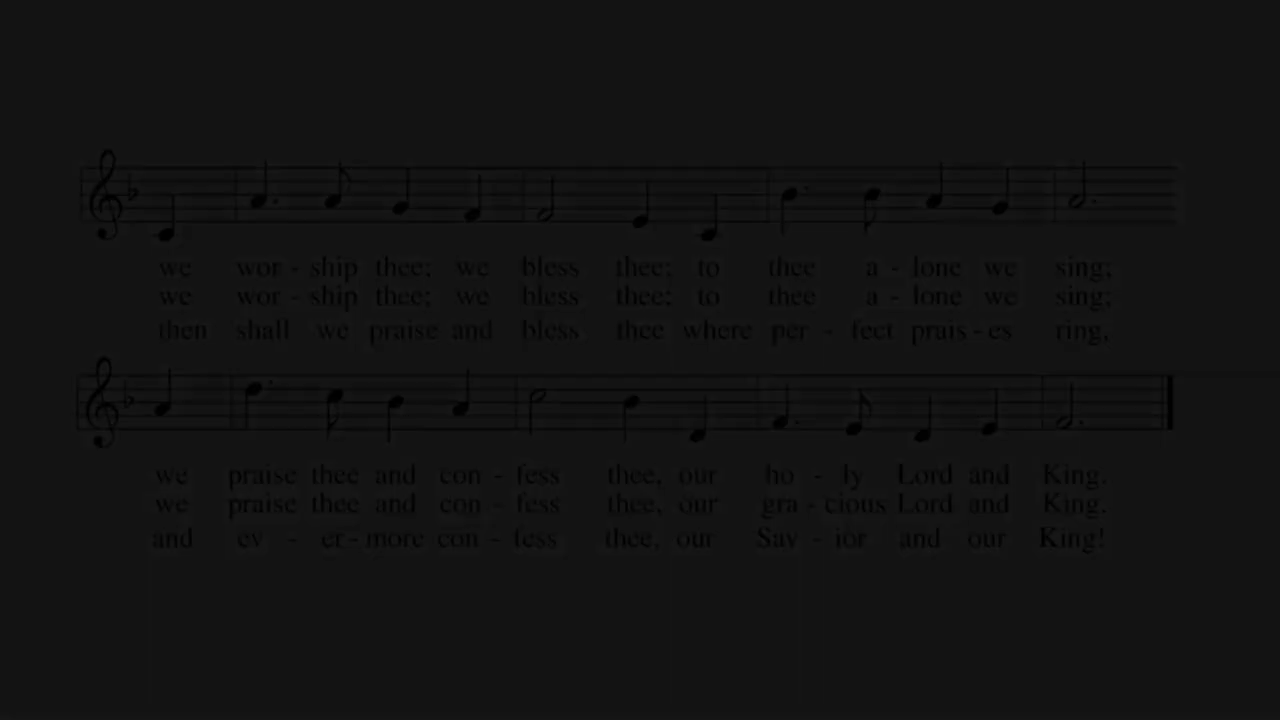 we wor - ship thee; we bless thee; to thee a - lone we sing;
we wor - ship thee; we bless thee; to thee a - lone we sing;
then shall we praise and bless thee where per - fect prais - es ring,
we praise thee and con - fess thee, our ho - ly Lord and King.
we praise thee and con - fess thee, our gra - cious Lord and King.
and ev - er - more con - fess thee, our Sav - ior and our King!